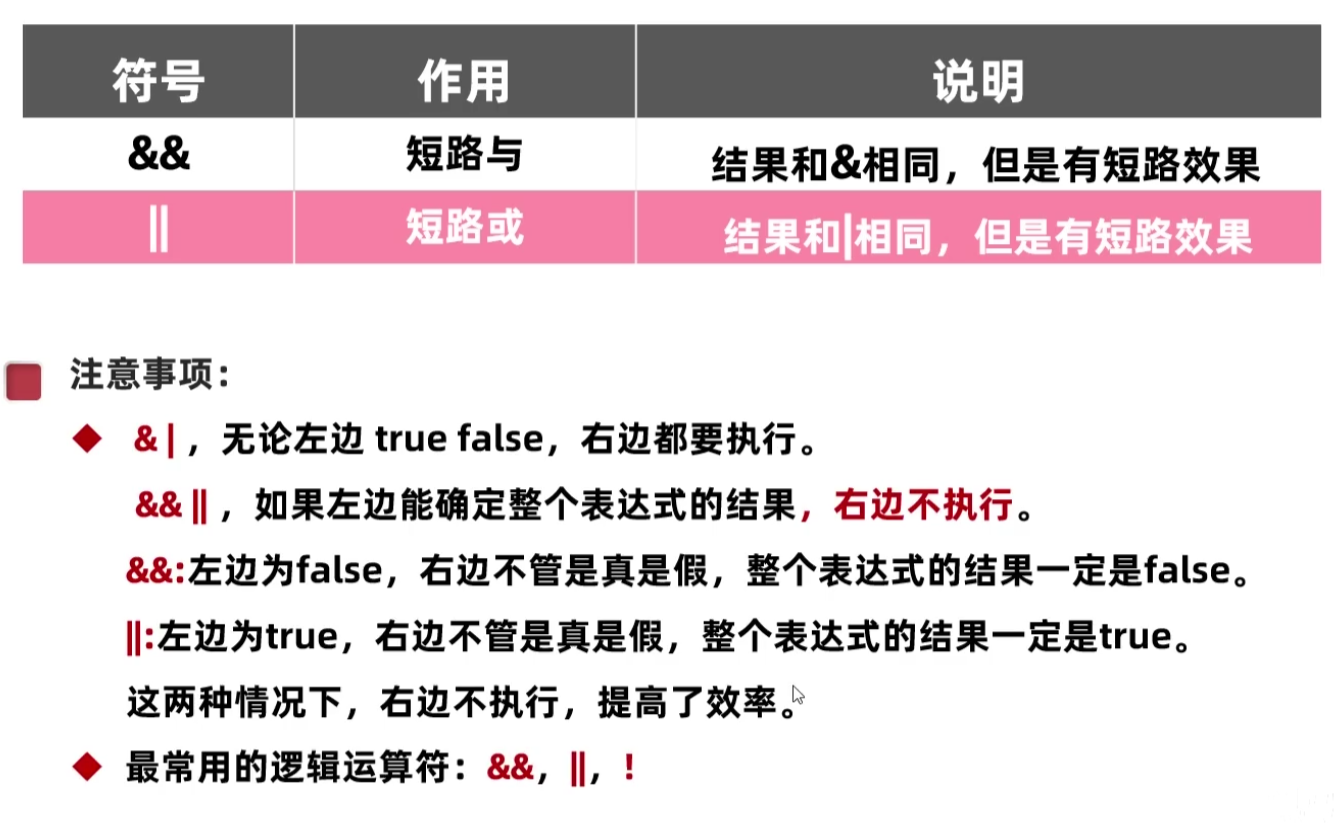 符号 作用 说明
&& 短路与 结果和&相同，但是有短路效果
|| 短路或 结果和|相同，但是有短路效果
注意事项：
& | ，无论左边 true false，右边都要执行。
&& || ，如果左边能确定整个表达式的结果，右边不执行。
&&:左边为false，右边不管是真是假，整个表达式的结果一定是false。
||:左边为true，右边不管是真是假，整个表达式的结果一定是true。
这两种情况下，右边不执行，提高了效率。
最常用的逻辑运算符：&&，||，！